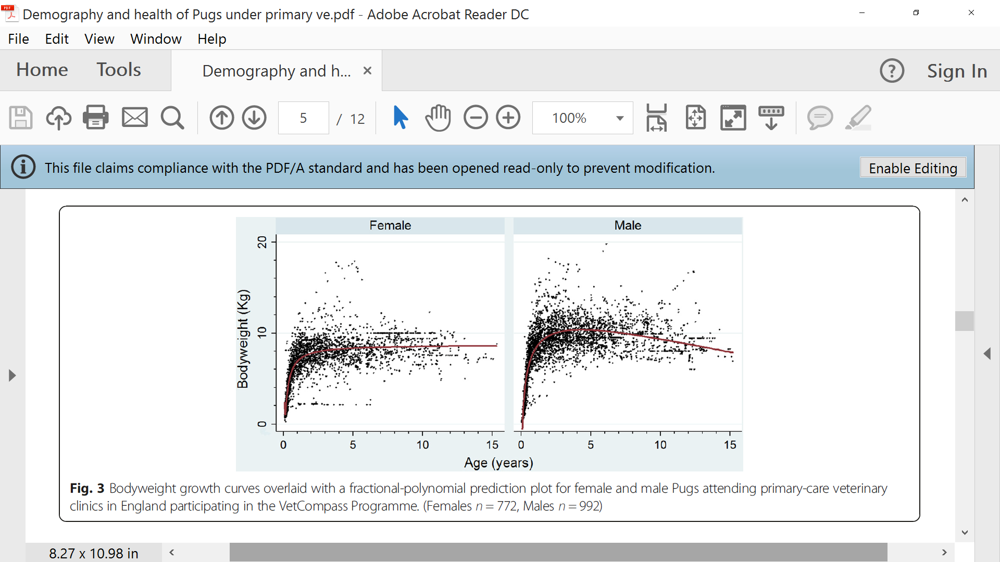 Demography and health of Pugs under primary ve.pdf - Adobe Acrobat Reader DC
File Edit View Window Help
Home Tools Demography and h... × ? Sign In
5 / 12 100%
This file claims compliance with the PDF/A standard and has been opened read-only to prevent modification. Enable Editing
Female Male
Bodyweight (Kg)
20
10
0
0 5 10 15 0 5 10 15
Age (years)
Fig. 3 Bodyweight growth curves overlaid with a fractional-polynomial prediction plot for female and male Pugs attending primary-care veterinary
clinics in England participating in the VetCompass Programme. (Females n = 772, Males n = 992)
8.27 x 10.98 in